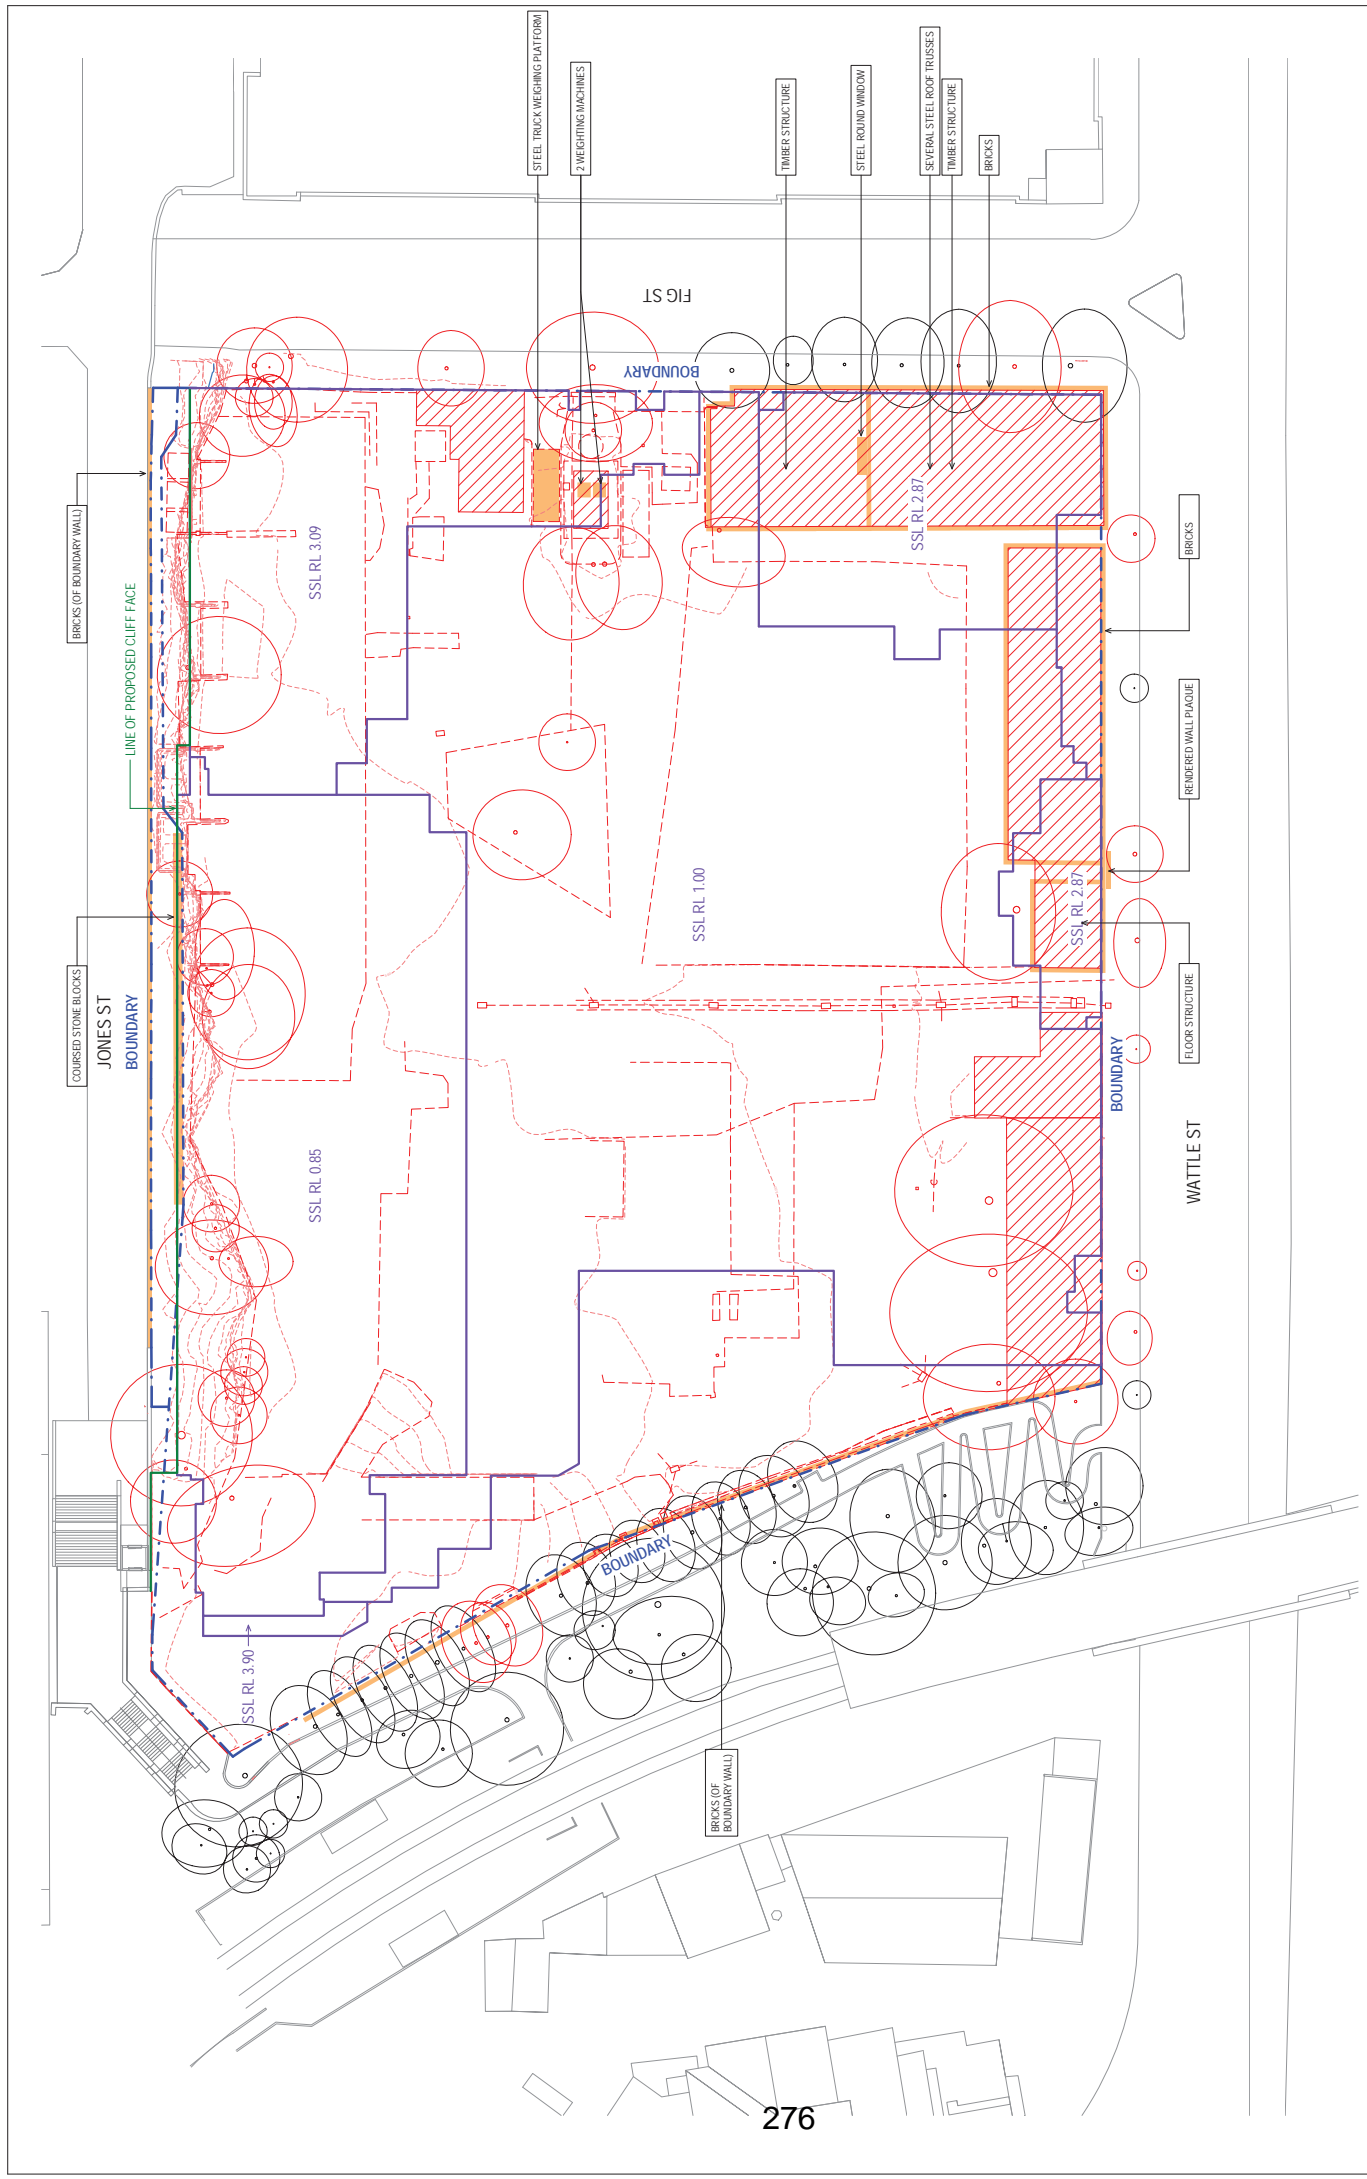 STEEL TRUCK WEIGHING PLATFORM
2 WEIGHTING MACHINES
TIMBER STRUCTURE
STEEL ROUND WINDOW
SEVERAL STEEL ROOF TRUSSES
TIMBER STRUCTURE
BRICKS
FIG ST
BOUNDARY
BRICKS (OF BOUNDARY WALL)
LINE OF PROPOSED CLIFF FACE
SSL RL 3.09
SSL RL 2.87
BRICKS
RENDERED WALL PLAQUE
COURSED STONE BLOCKS
JONES ST
BOUNDARY
SSL RL 1.00
SSL RL 2.87
FLOOR STRUCTURE
SSL RL 0.85
BOUNDARY
WATTLE ST
BOUNDARY
SSL RL 3.90
BRICKS (OF
BOUNDARY WALL)
276